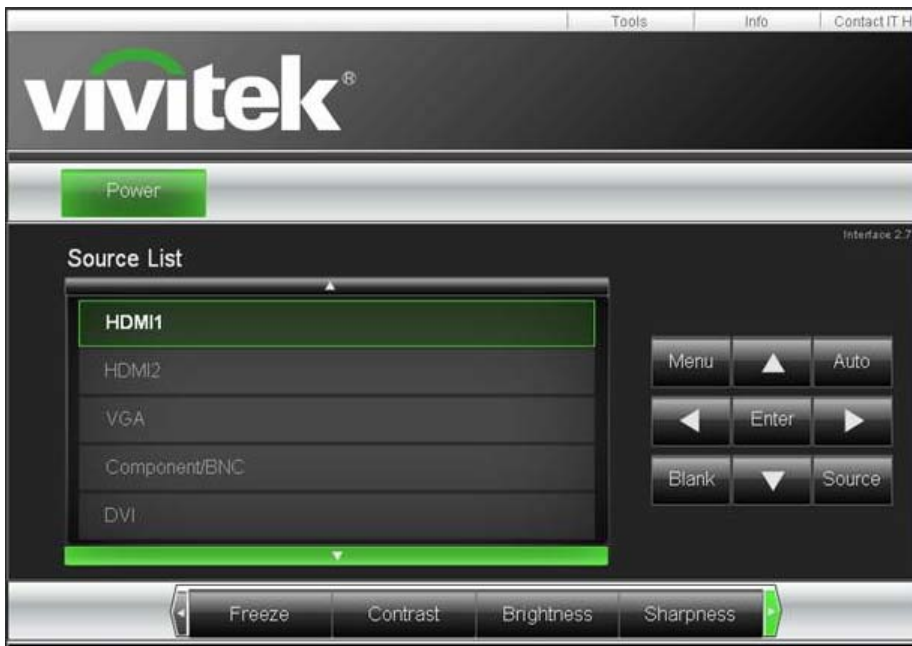 Tools Info Contact IT H
vivitek®
Power
Interface 2.7
Source List
HDMI1
HDMI2
VGA
Component/BNC
DVI
Menu Auto
Enter
Blank Source
Freeze Contrast Brightness Sharpness